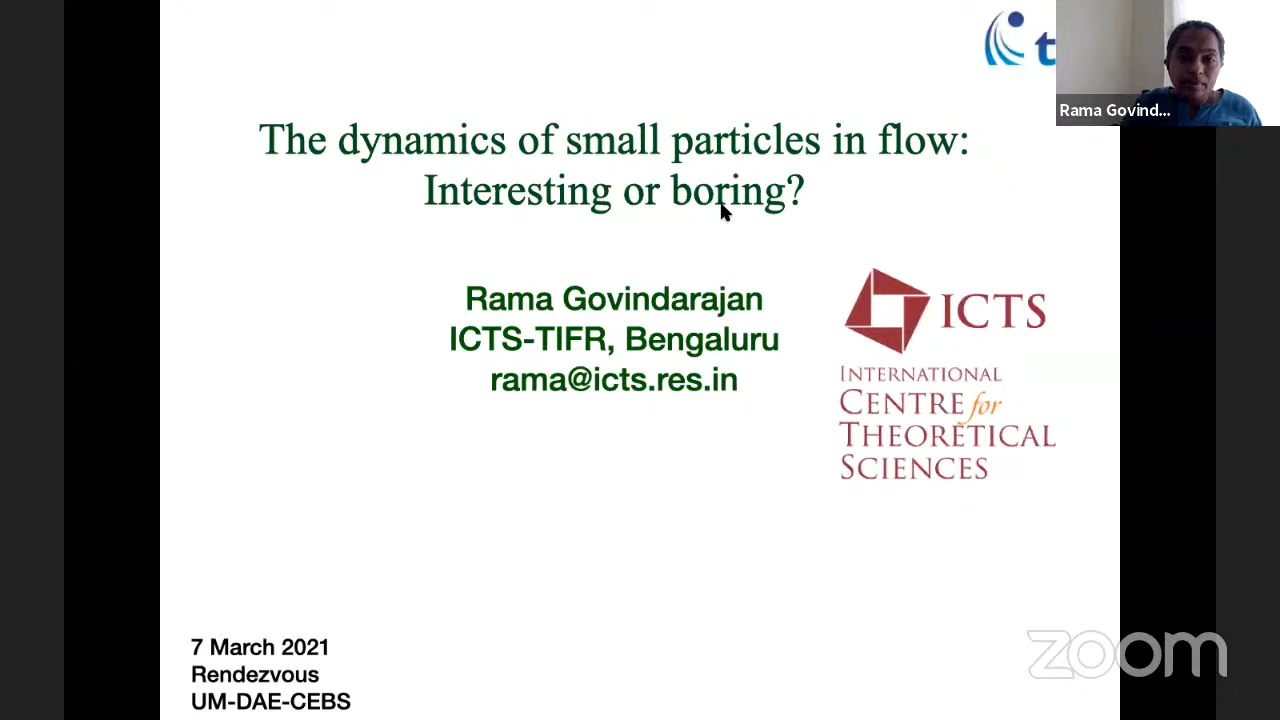 t
Rama Govind...
The dynamics of small particles in flow:
Interesting or boring?
Rama Govindarajan
ICTS-TIFR, Bengaluru
rama@icts.res.in
ICTS
INTERNATIONAL
CENTRE for
THEORETICAL
SCIENCES
7 March 2021
Rendezvous
UM-DAE-CEBS
zoom